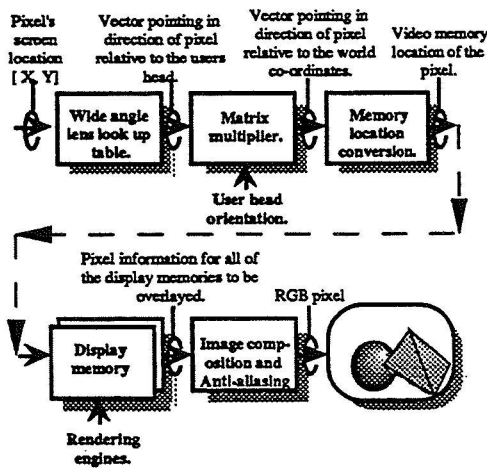 Pixel's
screen
location
[ X, Y]
Vector pointing in
direction of pixel
relative to the users
head.
Vector pointing in
direction of pixel
relative to the world
co-ordinates.
Video memory
location of the
pixel.
Wide angle
lens look up
table.
Matrix
multiplier.
Memory
location
conversion.
User head
orientation.
Pixel information for all of
the display memories to be
overlayed.
RGB pixel
Display
memory
Image comp-
osition and
Anti-aliasing
Rendering
engines.